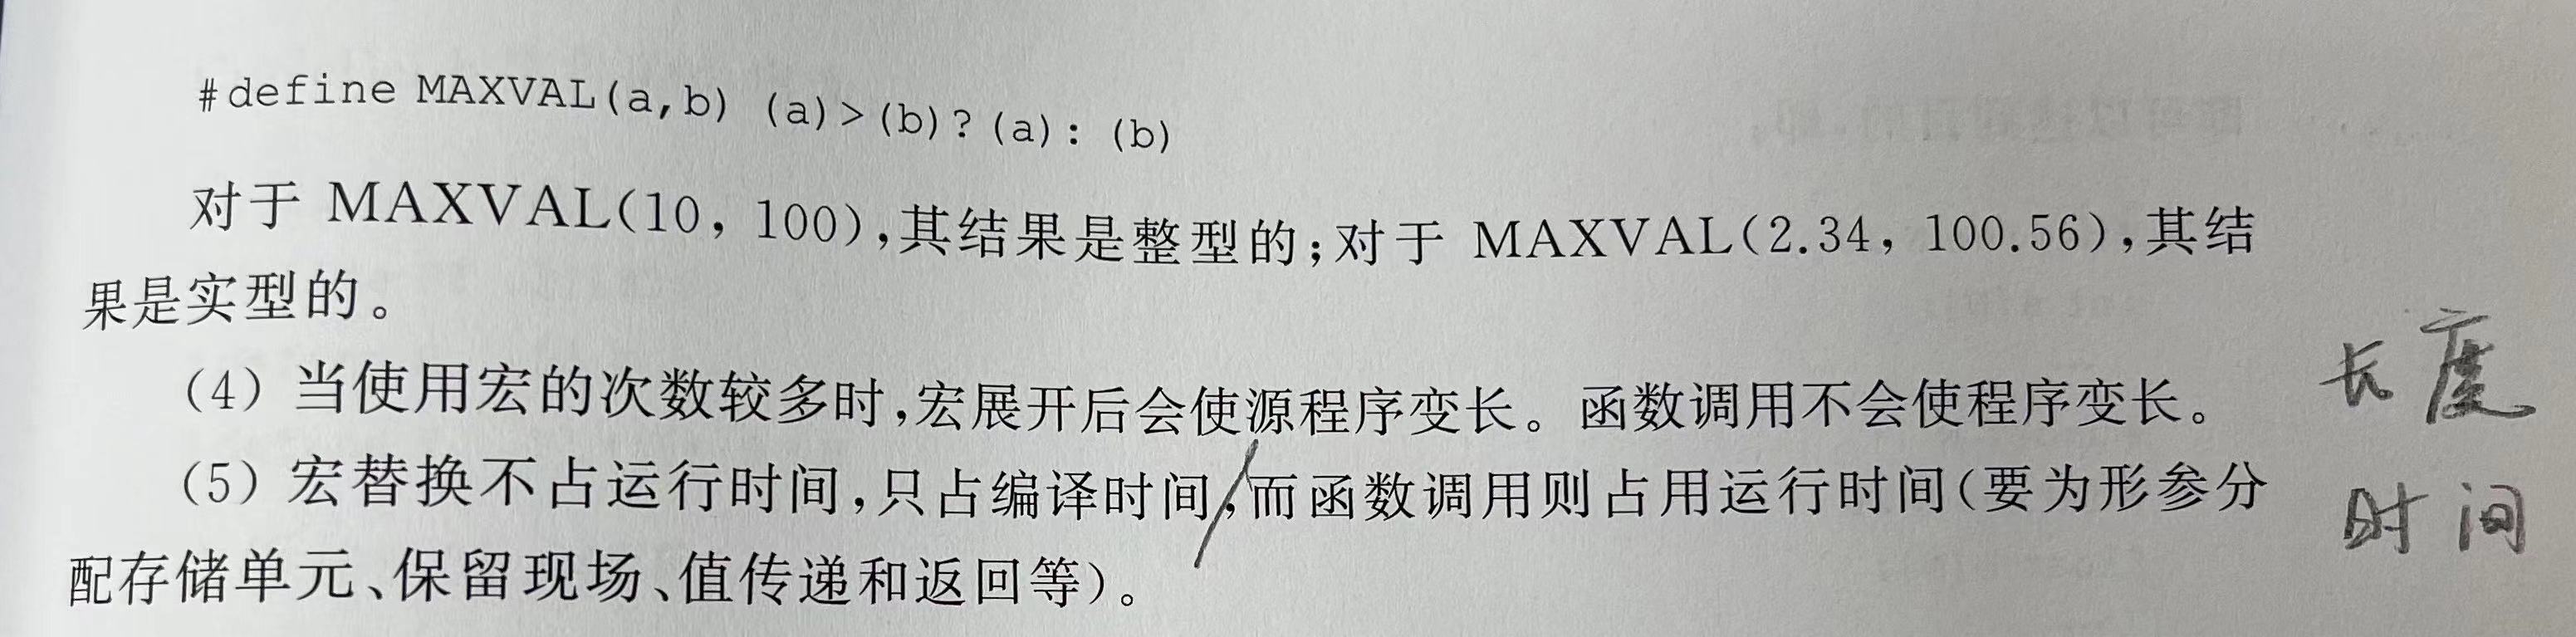 #define MAXVAL(a,b) (a)>(b)?(a): (b)
对于 MAXVAL(10, 100),其结果是整型的;对于 MAXVAL(2.34, 100.56),其结
果是实型的。
(4) 当使用宏的次数较多时,宏展开后会使源程序变长。函数调用不会使程序变长。
长度
(5) 宏替换不占运行时间,只占编译时间,而函数调用则占用运行时间(要为形参分
时间
配存储单元、保留现场、值传递和返回等)。